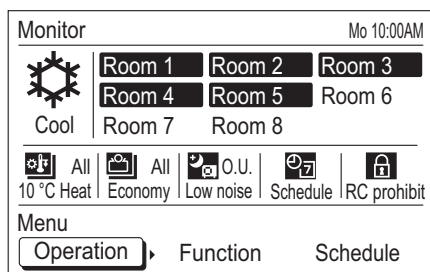 Monitor Mo 10:00AM
Room 1 Room 2 Room 3
Room 4 Room 5 Room 6
Cool Room 7 Room 8
All All O.U. 7
10 °C Heat Economy Low noise Schedule RC prohibit
Menu
Operation Function Schedule